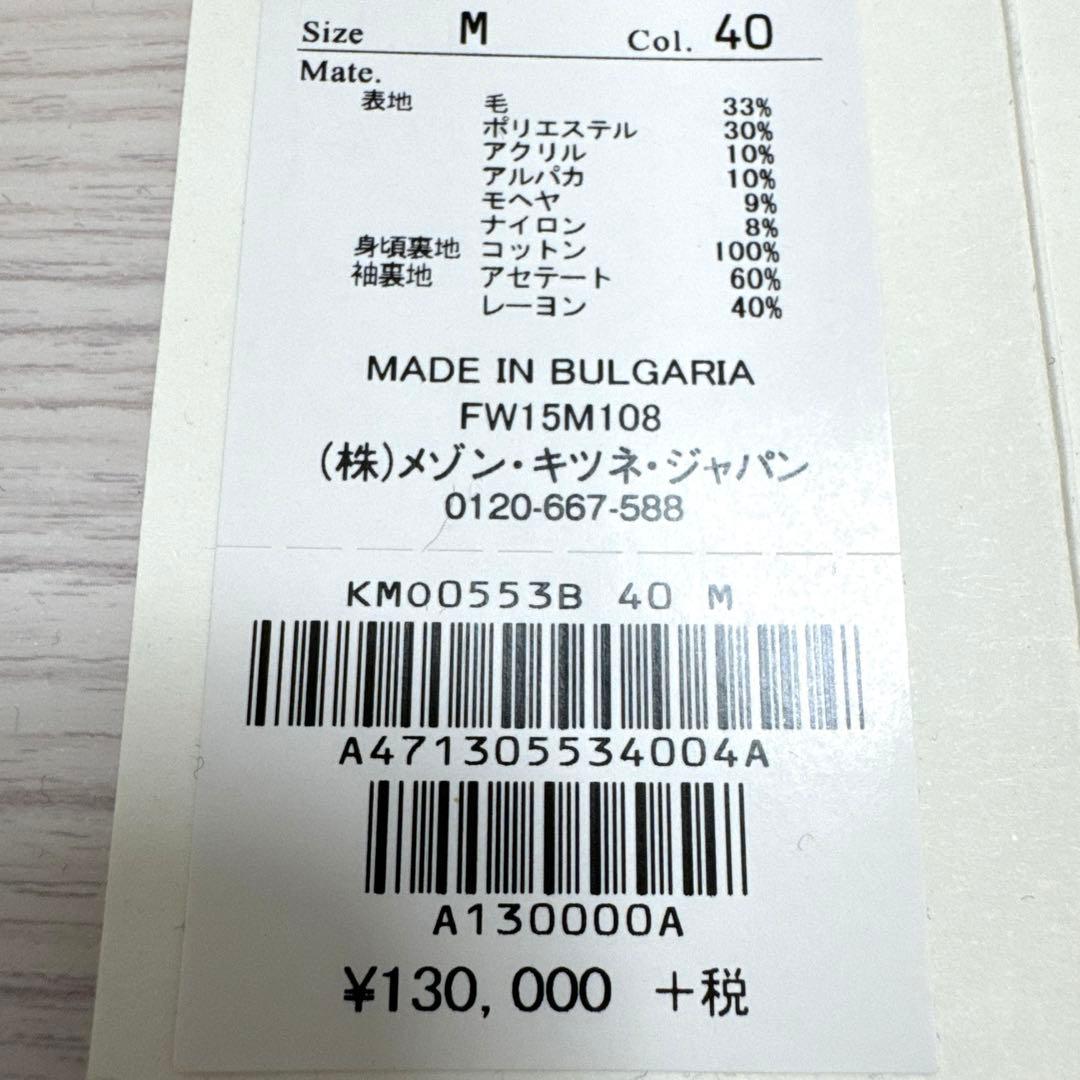 Size M Col. 40
Mate.
表地 毛 33%
ポリエステル 30%
アクリル 10%
アルパカ 10%
モヘヤ 9%
ナイロン 8%
身頃裏地 コットン 100%
袖裏地 アセテート 60%
レーヨン 40%
MADE IN BULGARIA
FW15M108
(株)メゾン・キツネ・ジャパン
0120-667-588
KM00553B 40 M
A471305534004A
A130000A
¥130,000 +税